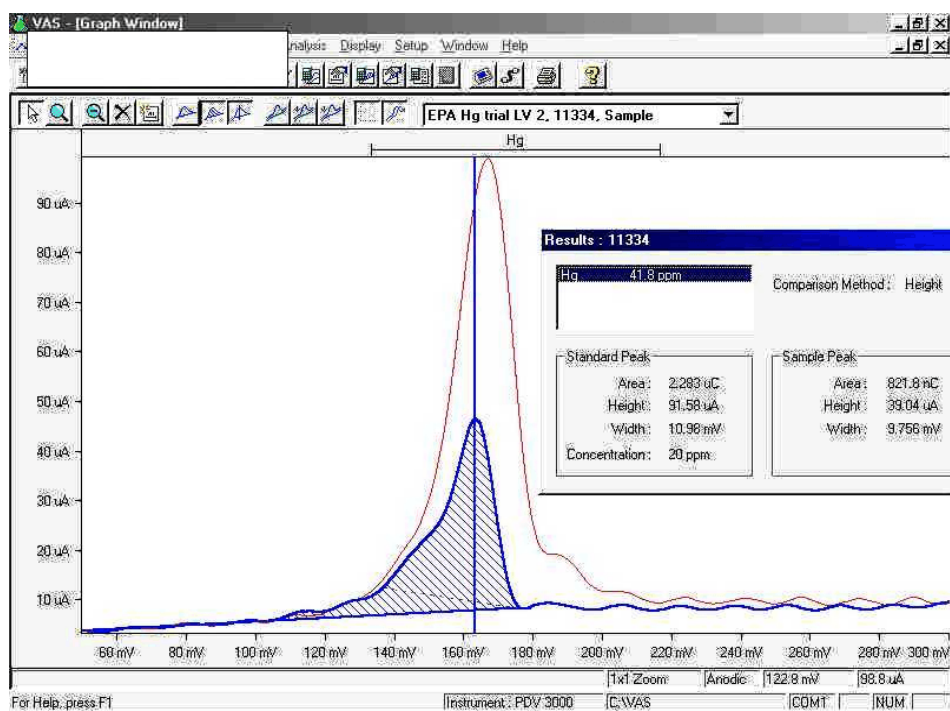 VAS - [Graph Window]
nalysis Display Setup Window Help
EPA Hg trial LV 2, 11334, Sample
Hg
90 uA
80 uA
70 uA
60 uA
50 uA
40 uA
30 uA
20 uA
10 uA
Results : 11334
Hg 41.8 ppm
Comparison Method : Height
Standard Peak
Area : 2.283 uC
Height : 91.58 uA
Width : 10.98 mV
Concentration : 20 ppm
Sample Peak
Area : 821.8 nC
Height : 39.04 uA
Width : 9.756 mV
60 mV 80 mV 100 mV 120 mV 140 mV 160 mV 180 mV 200 mV 220 mV 240 mV 260 mV 280 mV 300 mV
1x1 Zoom Anodic 122.8 mV 98.8 uA
For Help, press F1 Instrument : PDV 3000 C:\VAS COM1 NUM